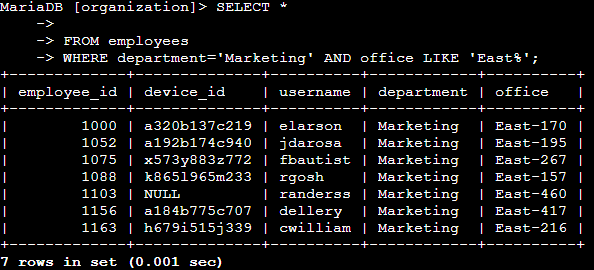 MariaDB [organization]> SELECT *
    ->
    -> FROM employees
    -> WHERE department='Marketing' AND office LIKE 'East%';
+-------------+--------------+----------+------------+----------+
| employee_id | device_id    | username | department | office   |
+-------------+--------------+----------+------------+----------+
|        1000 | a320b137c219 | elarson  | Marketing  | East-170 |
|        1052 | a192b174c940 | jdarosa  | Marketing  | East-195 |
|        1075 | x573y883z772 | fbautist | Marketing  | East-267 |
|        1088 | k865l965m233 | rgosh    | Marketing  | East-157 |
|        1103 | NULL         | randerss | Marketing  | East-460 |
|        1156 | a184b775c707 | dellery  | Marketing  | East-417 |
|        1163 | h679i515j339 | cwilliam | Marketing  | East-216 |
+-------------+--------------+----------+------------+----------+
7 rows in set (0.001 sec)